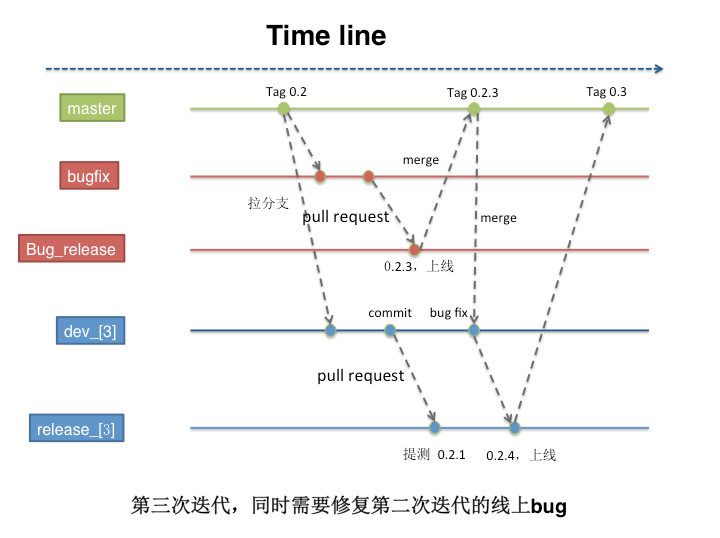 Time line
Tag 0.2
Tag 0.2.3
Tag 0.3
master
merge
bugfix
拉分支
pull request
merge
Bug_release
0.2.3，上线
commit
bug fix
dev_[3]
pull request
release_[3]
提测 0.2.1
0.2.4，上线
第三次迭代，同时需要修复第二次迭代的线上bug